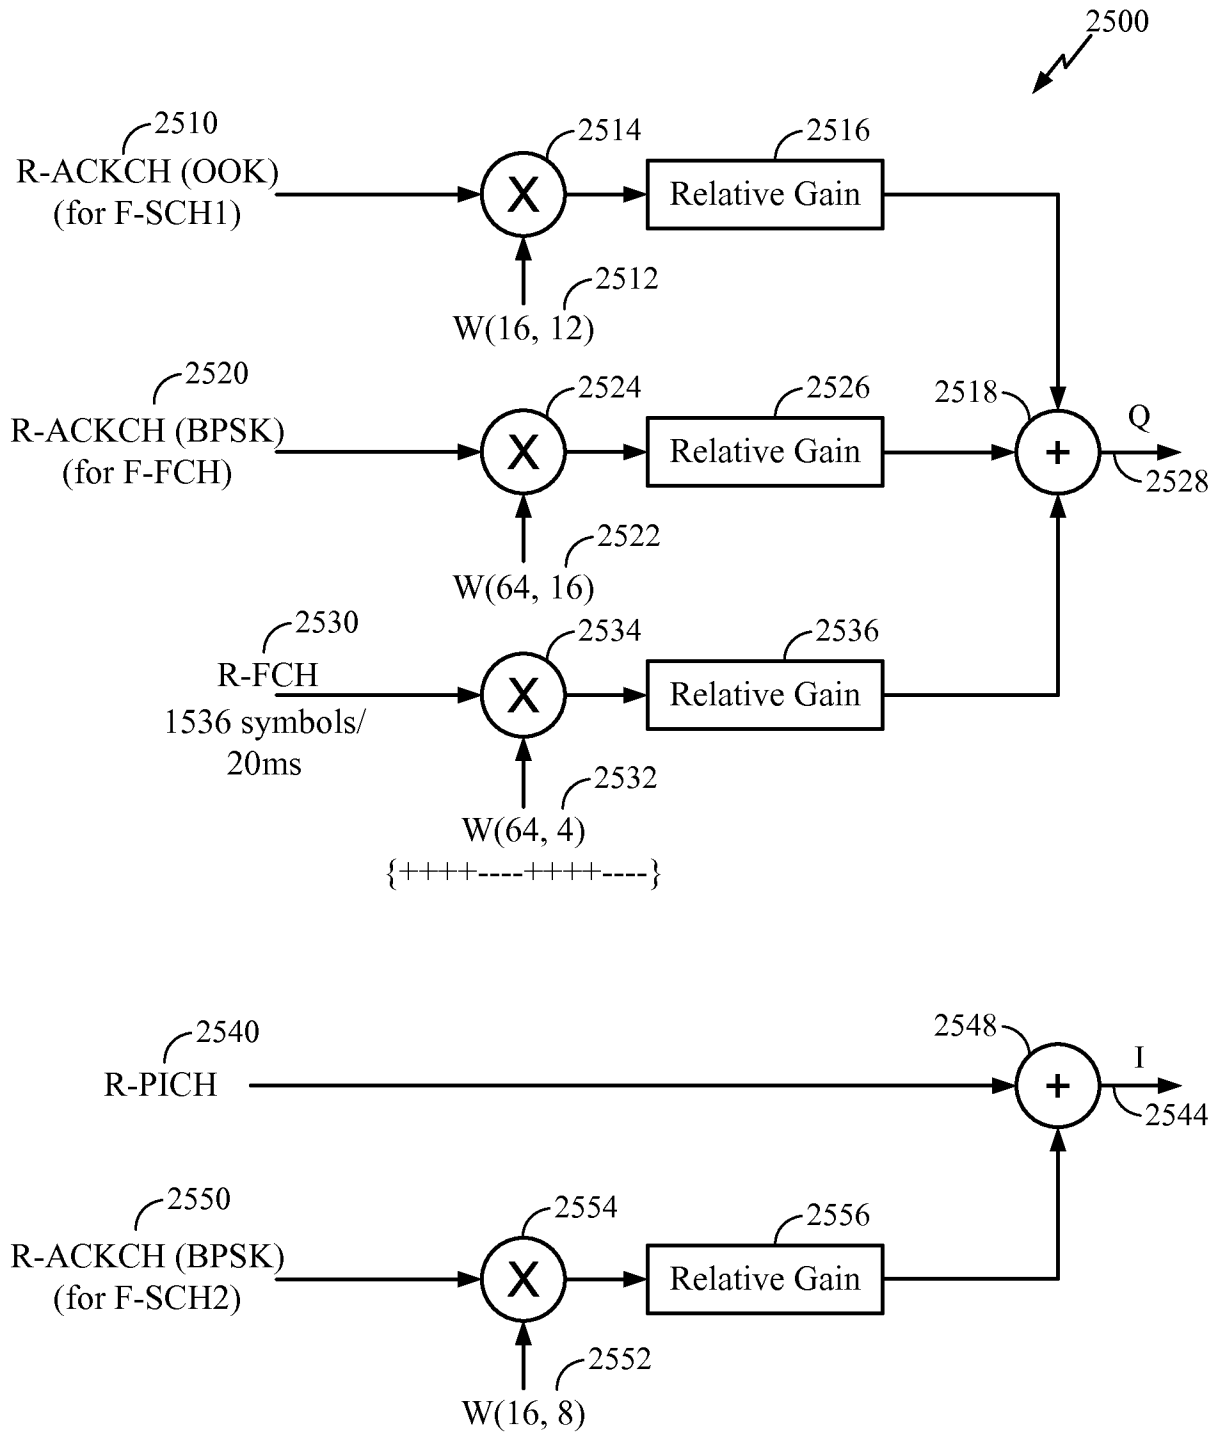 2500
2510
R-ACKCH (OOK)
(for F-SCH1)
2514
X
2516
Relative Gain
2512
W(16, 12)
2520
R-ACKCH (BPSK)
(for F-FCH)
2524
X
2526
Relative Gain
2518
+
Q
2528
2522
W(64, 16)
2530
R-FCH
1536 symbols/
20ms
2534
X
2536
Relative Gain
2532
W(64, 4)
{++++----++++----}
2540
R-PICH
2548
+
I
2544
2550
R-ACKCH (BPSK)
(for F-SCH2)
2554
X
2556
Relative Gain
2552
W(16, 8)